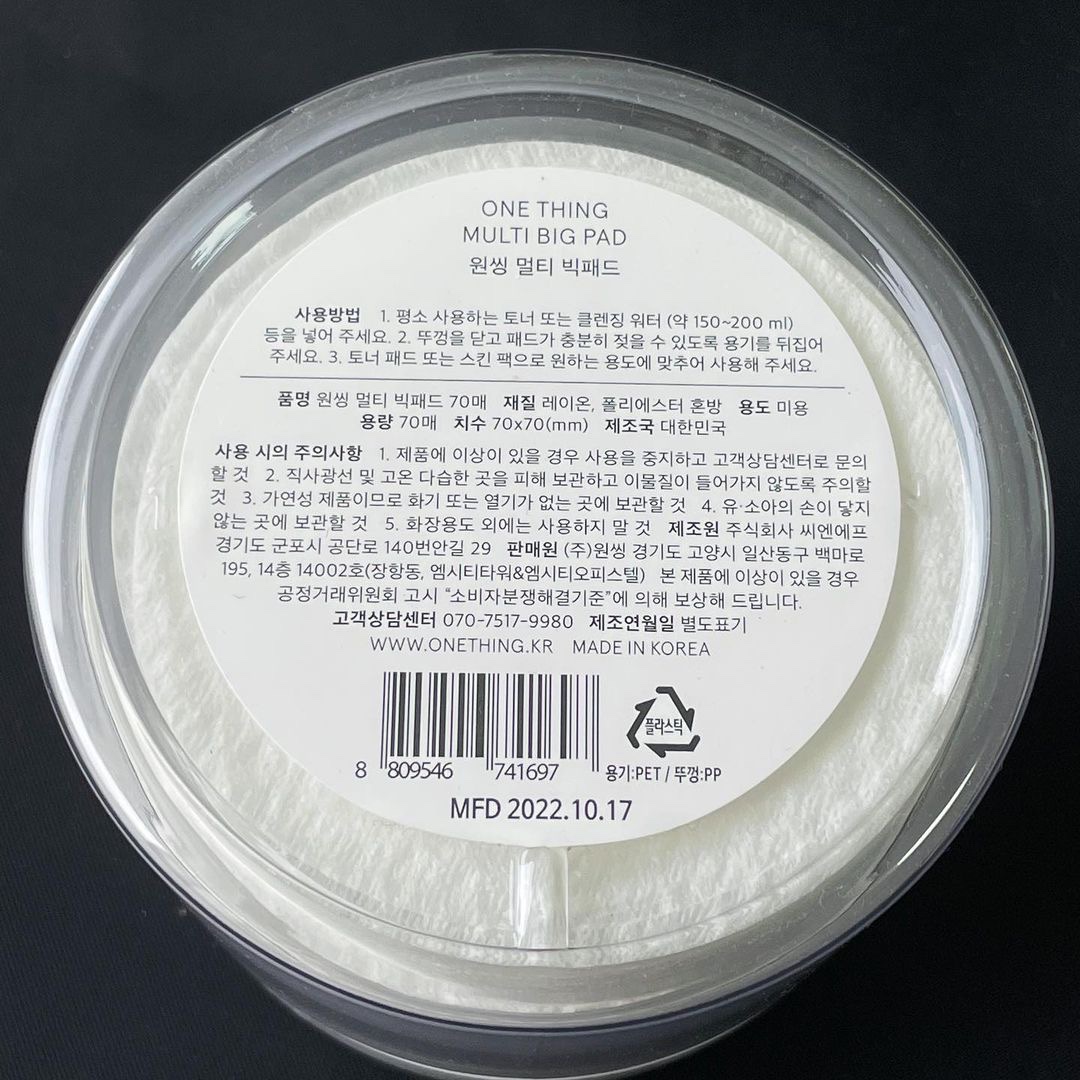 ONE THING
MULTI BIG PAD
원씽 멀티 빅패드
사용방법 1. 평소 사용하는 토너 또는 클렌징 워터 (약 150~200 ml)
등을 넣어 주세요. 2. 뚜껑을 닫고 패드가 충분히 젖을 수 있도록 용기를 뒤집어
주세요. 3. 토너 패드 또는 스킨 팩으로 원하는 용도에 맞추어 사용해 주세요.
품명 원씽 멀티 빅패드 70매 재질 레이온, 폴리에스터 혼방 용도 미용
용량 70매 치수 70x70(mm) 제조국 대한민국
사용 시의 주의사항 1. 제품에 이상이 있을 경우 사용을 중지하고 고객상담센터로 문의
할 것 2. 직사광선 및 고온 다습한 곳을 피해 보관하고 이물질이 들어가지 않도록 주의할
것 3. 가연성 제품이므로 화기 또는 열기가 없는 곳에 보관할 것 4. 유·소아의 손이 닿지
않는 곳에 보관할 것 5. 화장용도 외에는 사용하지 말 것 제조원 주식회사 씨엔에프
경기도 군포시 공단로 140번안길 29 판매원 (주)원씽 경기도 고양시 일산동구 백마로
195, 14층 14002호(장항동, 엠시티타워&엠시티오피스텔) 본 제품에 이상이 있을 경우
공정거래위원회 고시 “소비자분쟁해결기준”에 의해 보상해 드립니다.
고객상담센터 070-7517-9980 제조연월일 별도표기
WWW.ONETHING.KR MADE IN KOREA
플라스틱
8 809546 741697 용기:PET / 뚜껑:PP
MFD 2022.10.17